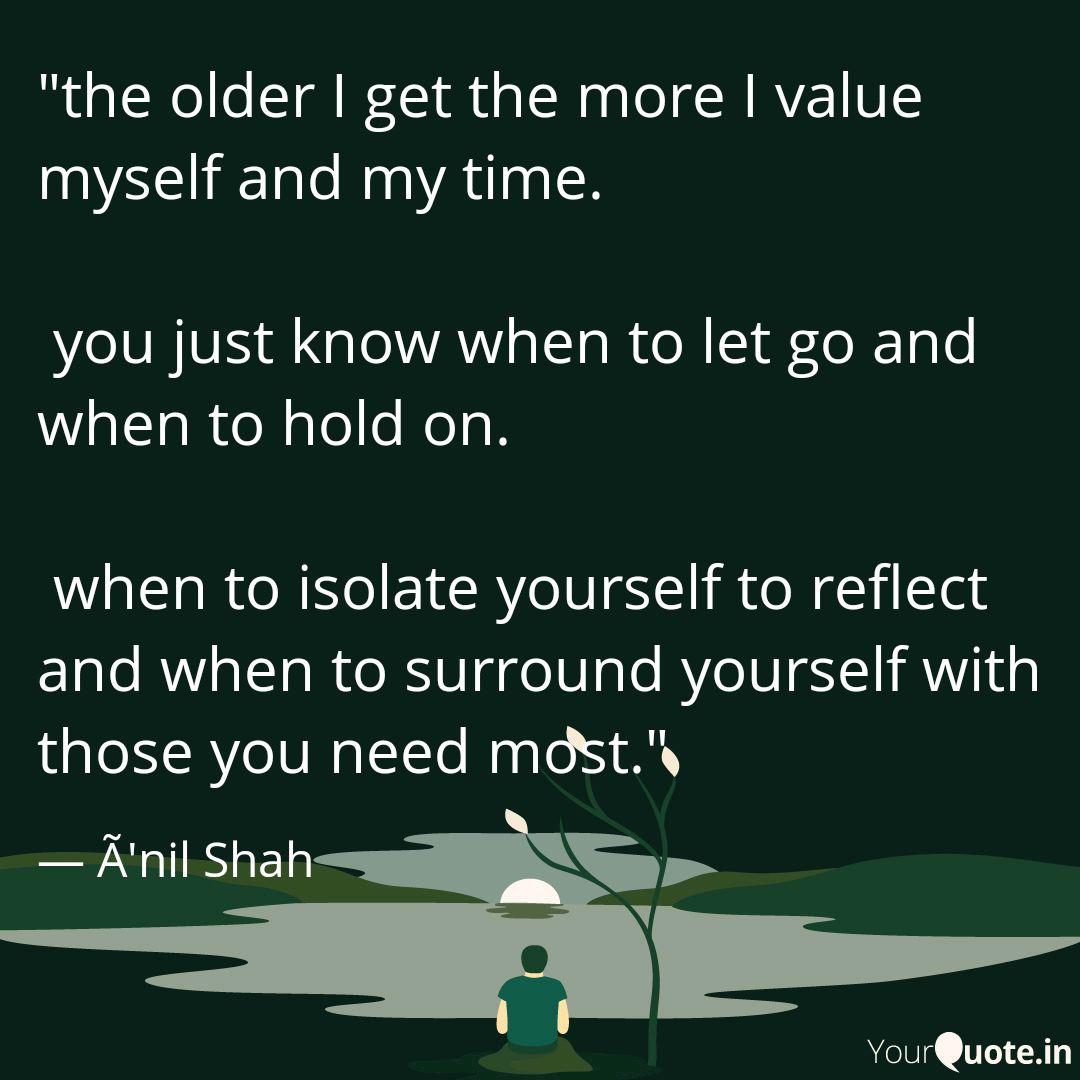 "the older I get the more I value
myself and my time.
you just know when to let go and
when to hold on.
when to isolate yourself to reflect
and when to surround yourself with
those you need most."
— Ã'nil Shah
YourQuote.in